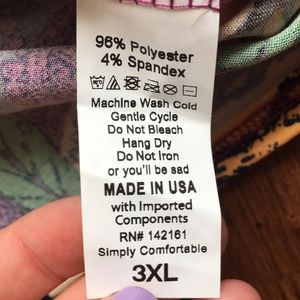 96% Polyester
4% Spandex
Machine Wash Cold
Gentle Cycle
Do Not Bleach
Hang Dry
Do Not Iron
or you'll be sad
MADE IN USA
with Imported
Components
RN# 142161
Simply Comfortable
3XL